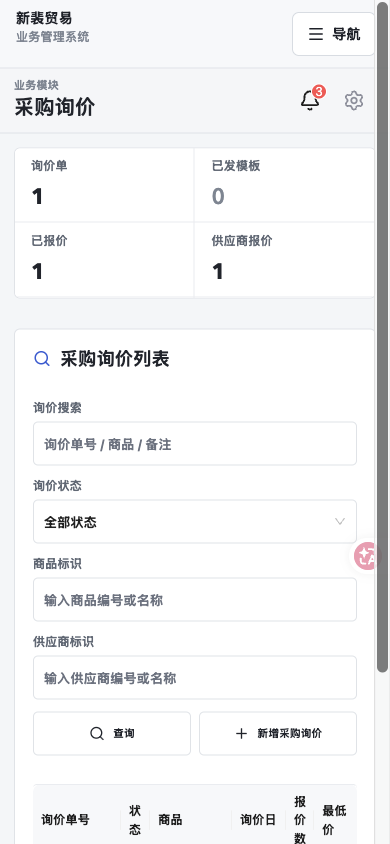 新裴贸易
业务管理系统
导航
业务模块
采购询价
3
询价单
已发模板
1
0
已报价
供应商报价
1
1
采购询价列表
询价搜索
询价单号 / 商品 / 备注
询价状态
全部状态
商品标识
输入商品编号或名称
供应商标识
输入供应商编号或名称
查询
新增采购询价
询价单号
状态
商品
询价日
报价数
最低价